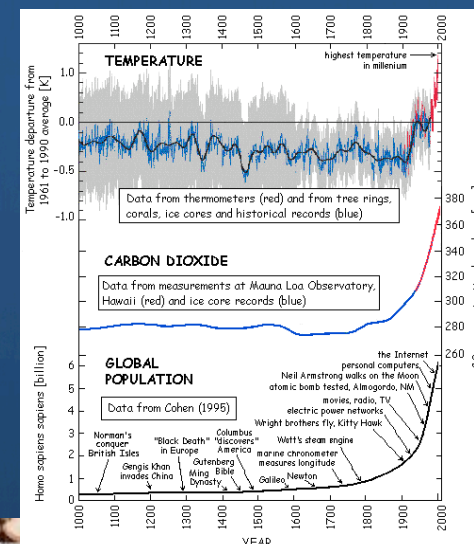 1000 1100 1200 1300 1400 1500 1600 1700 1800 1900 2000
TEMPERATURE
highest temperature
in millenium
Temperature departure from
1961 to 1990 average [K]
1.0
0.0
-0.5
-1.0
Data from thermometers (red) and from tree rings,
corals, ice cores and historical records (blue)
380
360
340
320
300
280
260
CARBON DIOXIDE
Data from measurements at Mauna Loa Observatory,
Hawaii (red) and ice core records (blue)
GLOBAL
POPULATION
Data from Cohen (1995)
Homo sapiens sapiens [billion]
6
5
4
3
2
1
0
the Internet
personal computers
Neil Armstrong walks on the Moon
atomic bomb tested, Almogordo, NM
movies, radio, TV
electric power networks
Wright brothers fly, Kitty Hawk
Watt's steam engine
marine chronometer
measures longitude
Newton
Galileo
Columbus
"discovers"
America
Gutenberg
Bible
Ming
Dynasty
"Black Death"
in Europe
Gengis Khan
invades China
Norman's
conquer
British Isles
1000 1100 1200 1300 1400 1500 1600 1700 1800 1900 2000
YEAR